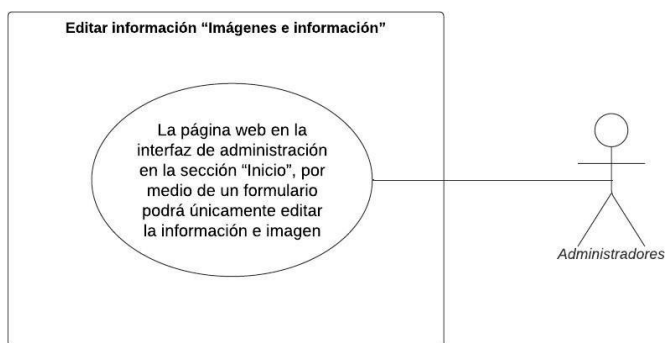 Editar información “Imágenes e información”
La página web en la
interfaz de administración
en la sección “Inicio”, por
medio de un formulario
podrá únicamente editar
la información e imagen
Administradores